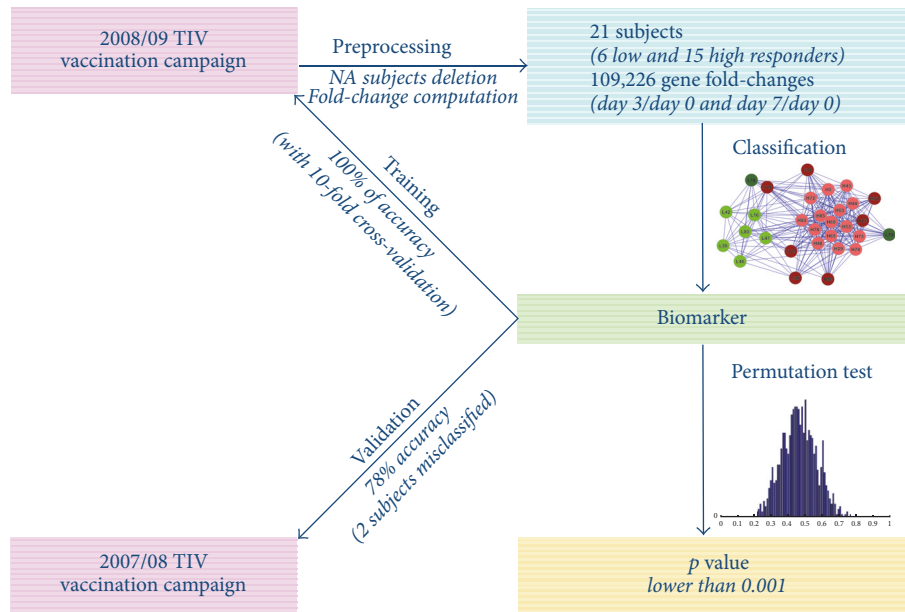 2008/09 TIV
vaccination campaign
Preprocessing
NA subjects deletion
Fold-change computation
21 subjects
(6 low and 15 high responders)
109,226 gene fold-changes
(day 3/day 0 and day 7/day 0)
Classification
Training
100% of accuracy
(with 10-fold cross-validation)
Biomarker
Permutation test
Validation
78% accuracy
(2 subjects misclassified)
0
0 0.1 0.2 0.3 0.4 0.5 0.6 0.7 0.8 0.9 1
2007/08 TIV
vaccination campaign
p value
lower than 0.001